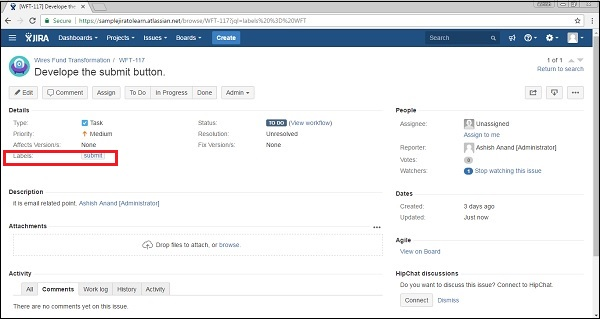 [WFT-117] Develope the s
Secure https://samplejiratolearn.atlassian.net/browse/WFT-117?jql=labels%20%3D%20WFT
JIRA Dashboards Projects Issues Boards Create Search
Wires Fund Transformation / WFT-117
1 of 1
Return to search
Develope the submit button.
Edit Comment Assign To Do In Progress Done Admin
Details
Type: Task
Status: TO DO (View workflow)
Priority: Medium
Resolution: Unresolved
Affects Version/s: None
Fix Version/s: None
Labels: submit
People
Assignee: Unassigned
Assign to me
Reporter: Ashish Anand [Administrator]
Votes: 0
Watchers: Stop watching this issue
Description
it is email related point. Ashish Anand [Administrator]
Dates
Created: 3 days ago
Updated: Just now
Attachments
Drop files to attach, or browse.
Agile
View on Board
Activity
All Comments Work log History Activity
There are no comments yet on this issue.
HipChat discussions
Do you want to discuss this issue? Connect to HipChat.
Connect Dismiss